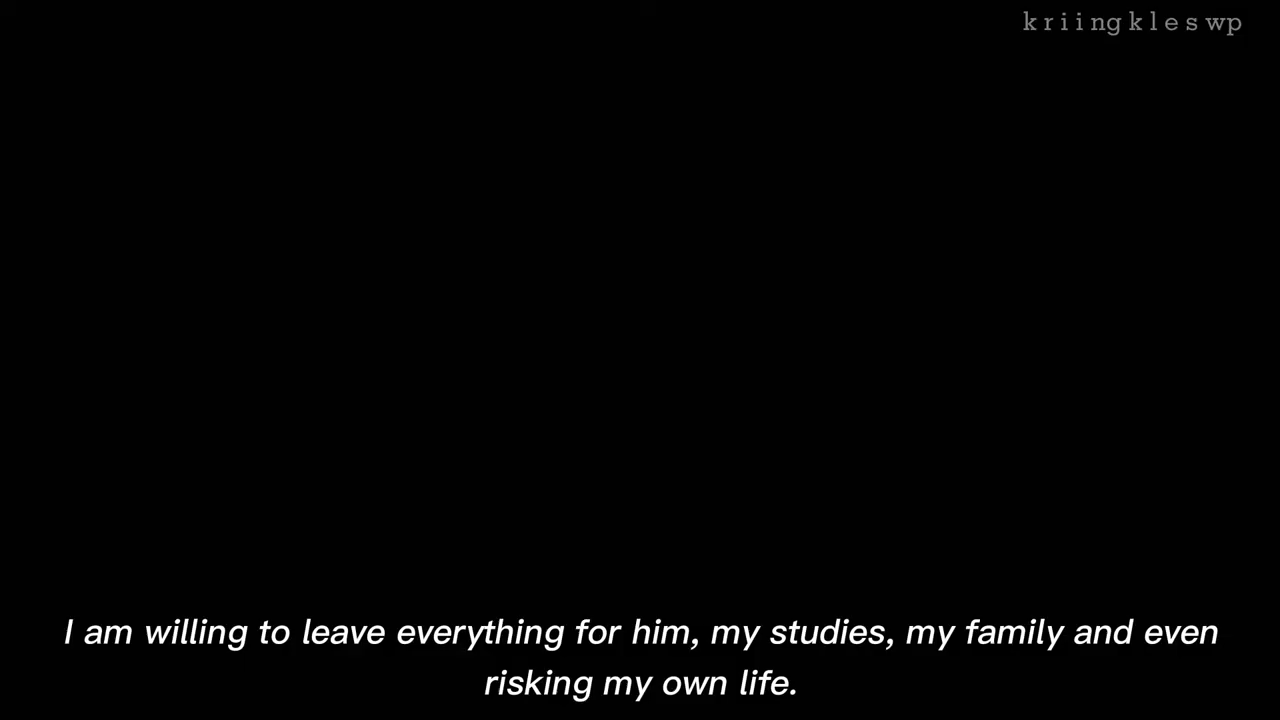 kriingkleswp
I am willing to leave everything for him, my studies, my family and even
risking my own life.